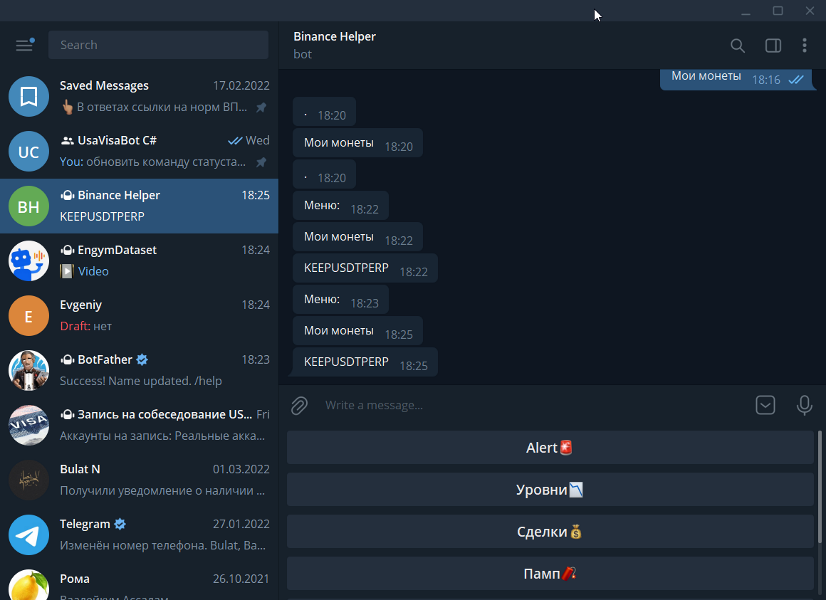 Search
Saved Messages 17.02.2022
В ответах ссылки на норм ВП...
UC
UsaVisaBot C# Wed
You: обновить команду статуста...
BH
Binance Helper 18:25
KEEPUSDTPERP
EngymDataset 18:24
Video
E
Evgeniy 18:24
Draft: нет
BotFather 18:23
Success! Name updated. /help
VISA
Запись на собеседование US... Fri
Аккаунты на запись: Реальные акка...
Bulat N 01.03.2022
Получили уведомление о наличии ...
Telegram 27.01.2022
Изменён номер телефона. Bulat, Ва...
Рома 26.10.2021
Ваалейкум Ассалам
Binance Helper
bot
Мои монеты 18:16
. 18:20
Мои монеты 18:20
. 18:20
Меню: 18:22
Мои монеты 18:22
KEEPUSDTPERP 18:22
Меню: 18:23
Мои монеты 18:25
KEEPUSDTPERP 18:25
Write a message...
Alert🚨
Уровни📉
Сделки💰
Памп🧨